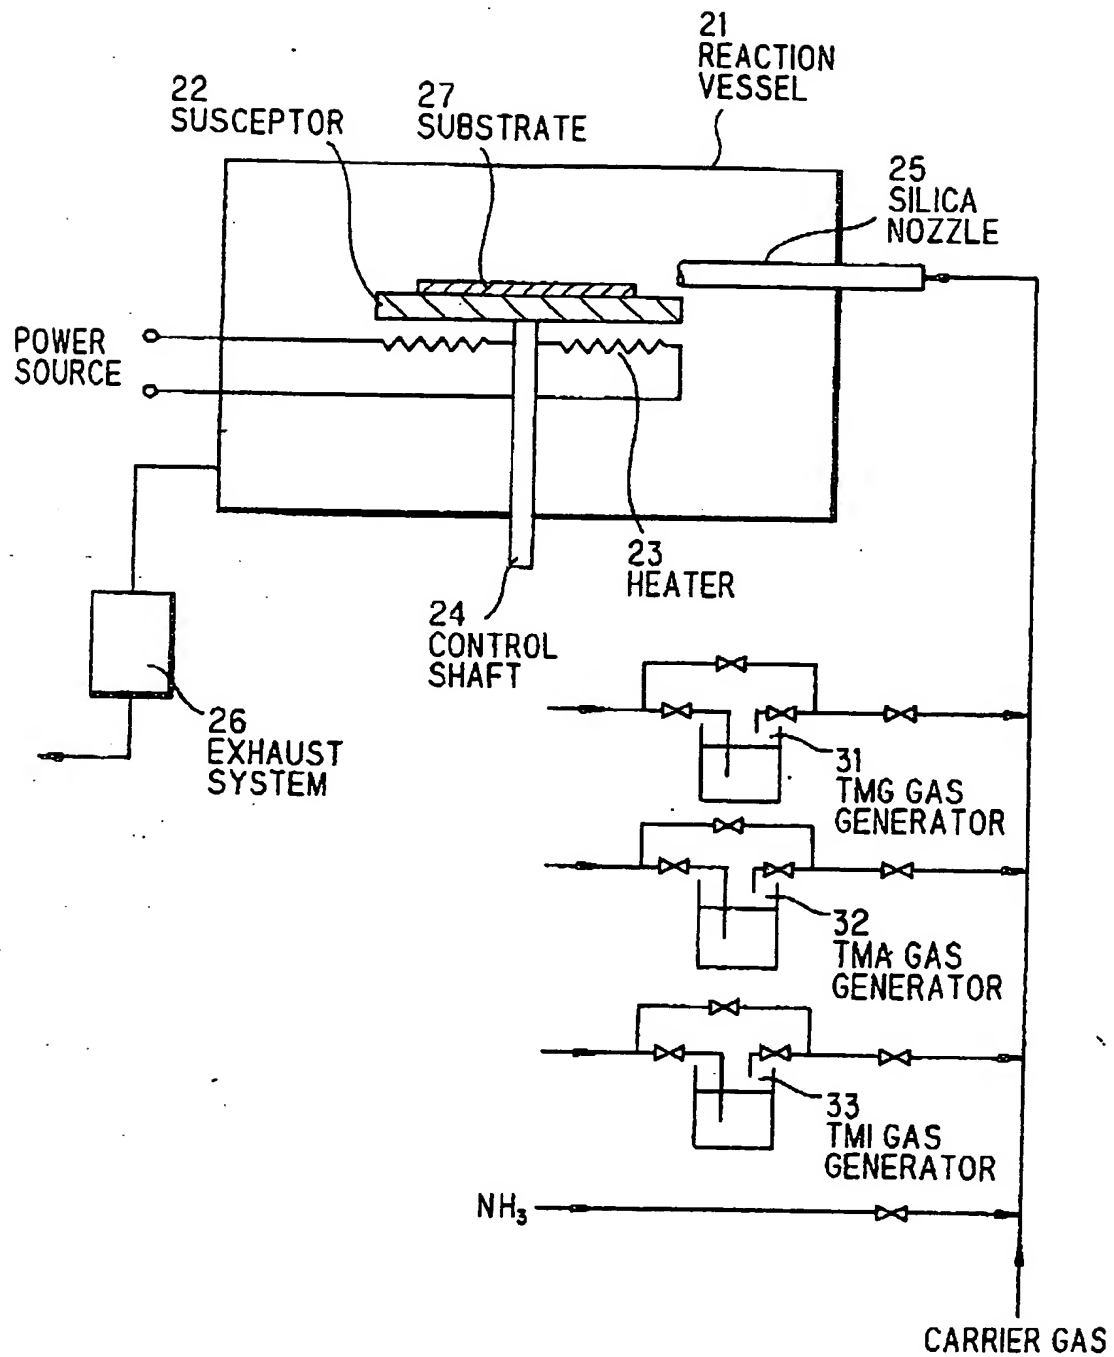 21
REACTION
VESSEL
22
SUSCEPTOR
27
SUBSTRATE
25
SILICA
NOZZLE
POWER
SOURCE
23
HEATER
24
CONTROL
SHAFT
26
EXHAUST
SYSTEM
31
TMG GAS
GENERATOR
32
TMA GAS
GENERATOR
33
TMI GAS
GENERATOR
NH₃
CARRIER GAS